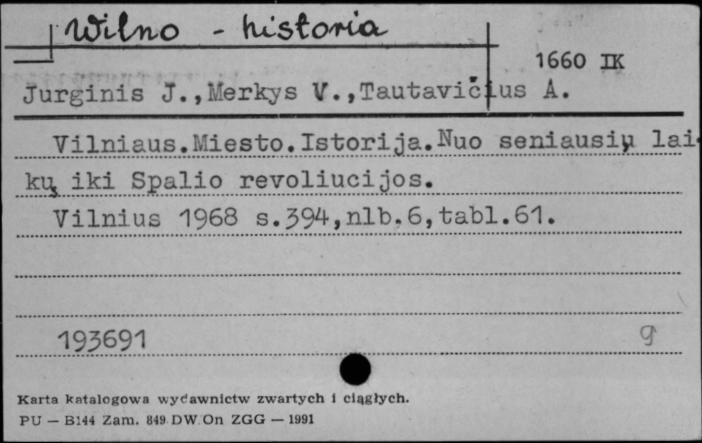 Wilno - historia
1660 IK
Jurginis J.,Merkys V.,Tautavičius A.
Vilniaus.Miesto.Istorija.Nuo seniausių lai-
kų iki Spalio revoliucijos.
Vilnius 1968 s.394,nlb.6,tabl.61.
193691
g
Karta katalogowa wydawnictw zwartych i ciągłych.
PU — B144 Zam. 849 DW.On ZGG — 1991